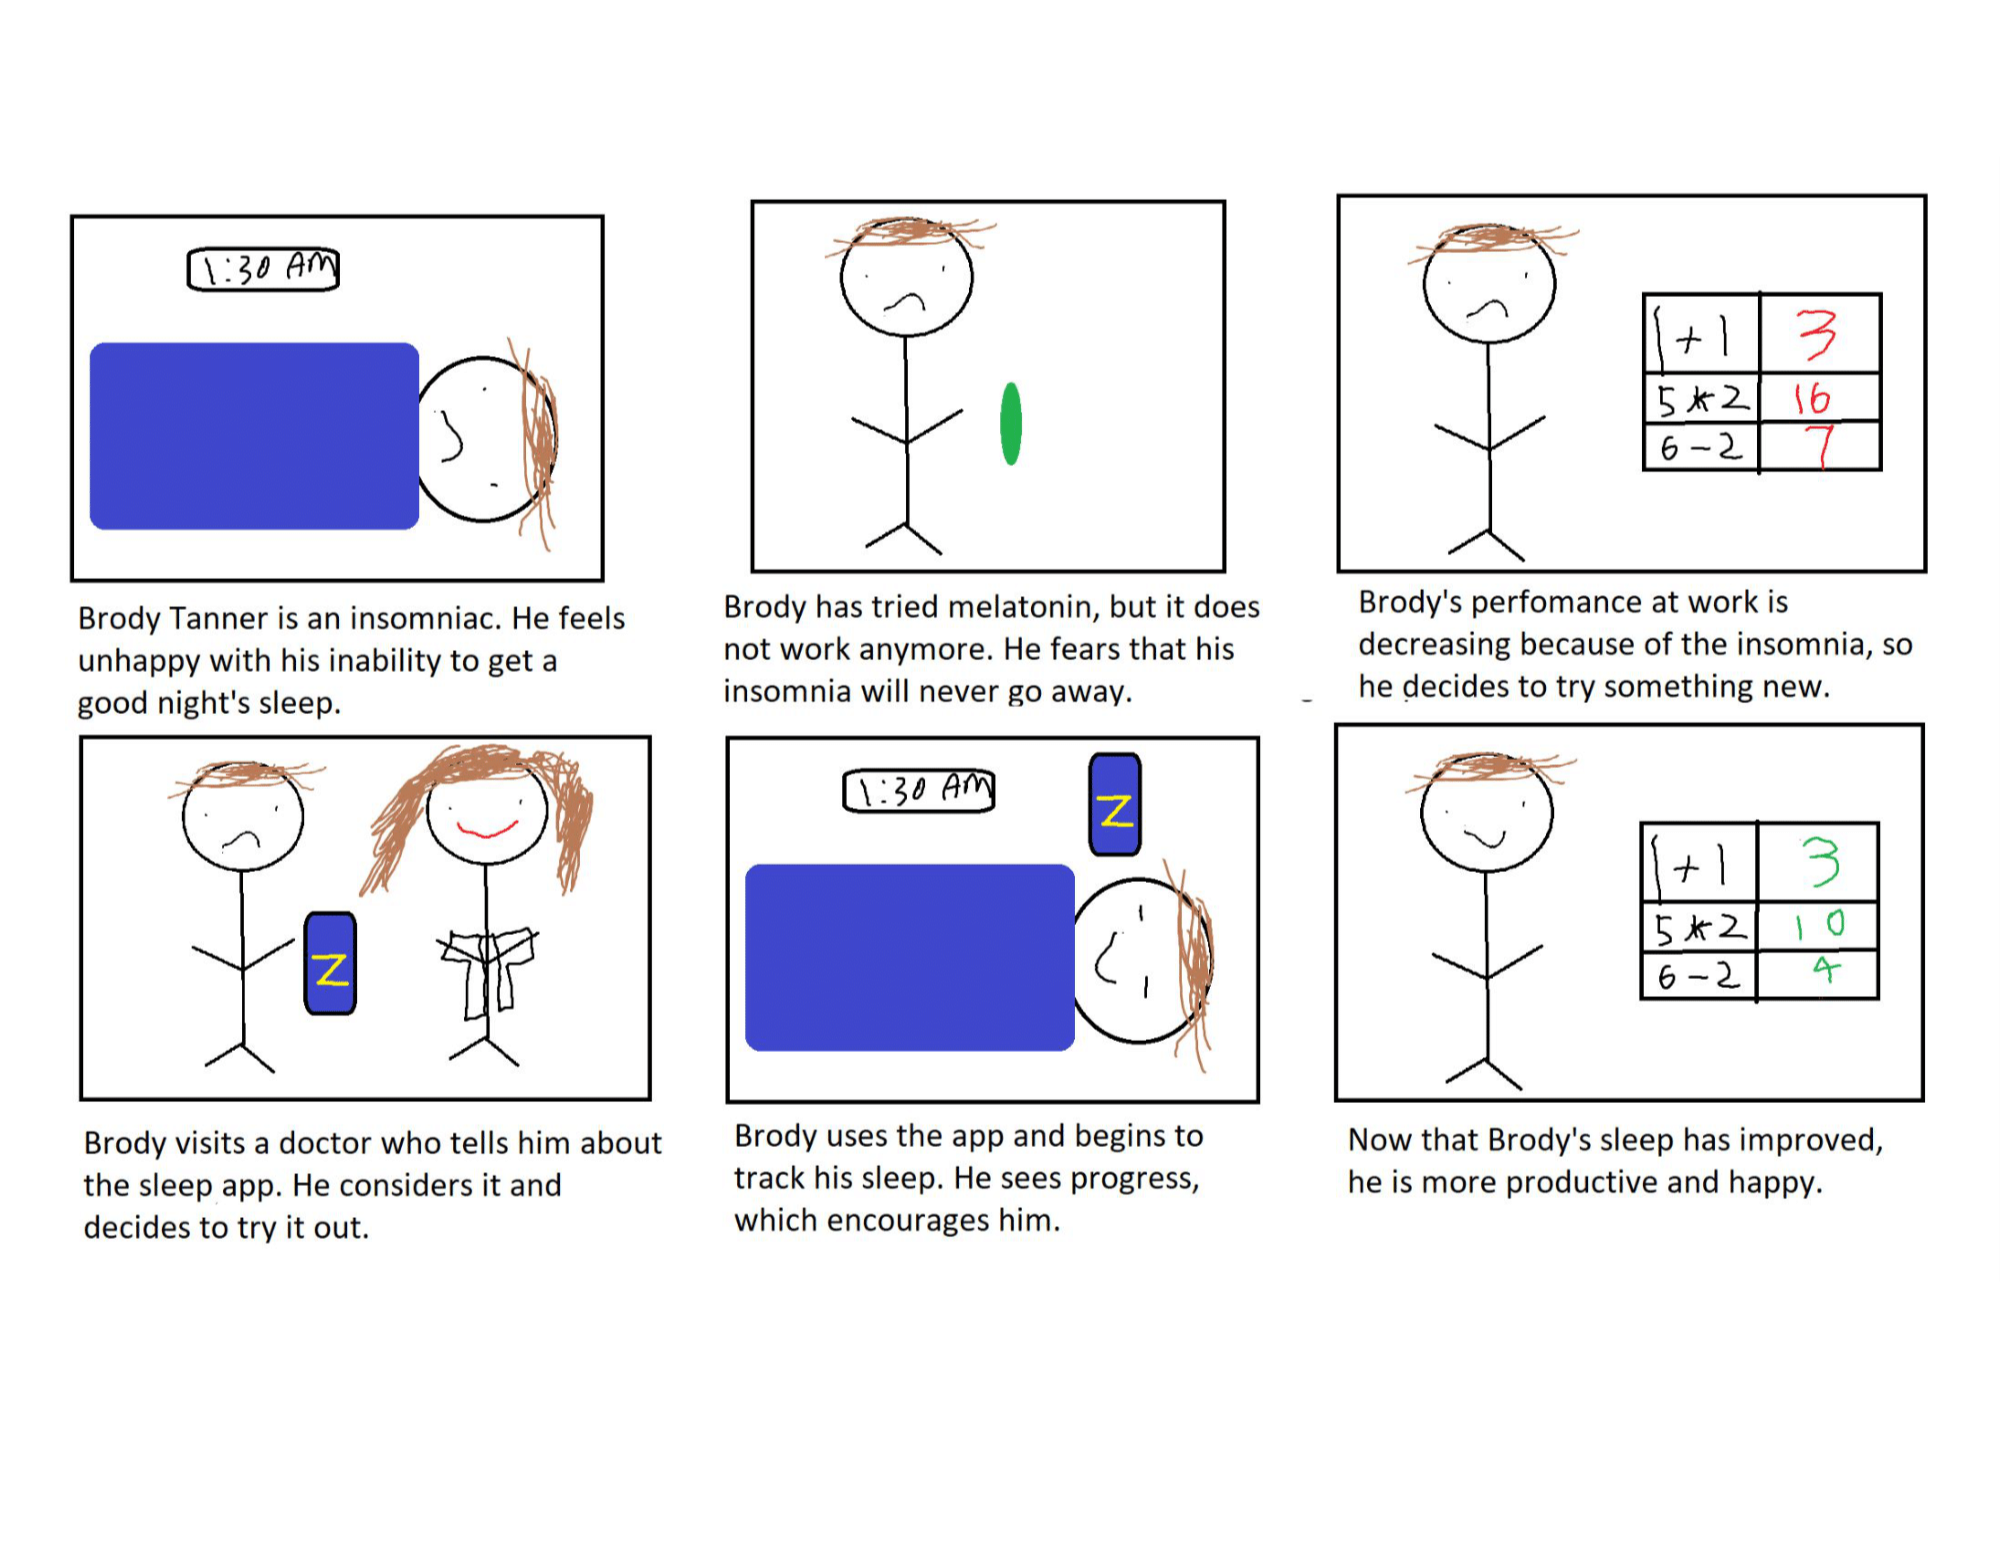 1:30 AM
Brody Tanner is an insomniac. He feels
unhappy with his inability to get a
good night's sleep.
Brody has tried melatonin, but it does
not work anymore. He fears that his
insomnia will never go away.
1+1 3
5*2 16
6-2 7
Brody's perfomance at work is
decreasing because of the insomnia, so
he decides to try something new.
Z
Brody visits a doctor who tells him about
the sleep app. He considers it and
decides to try it out.
1:30 AM
Z
Brody uses the app and begins to
track his sleep. He sees progress,
which encourages him.
1+1 3
5*2 10
6-2 4
Now that Brody's sleep has improved,
he is more productive and happy.